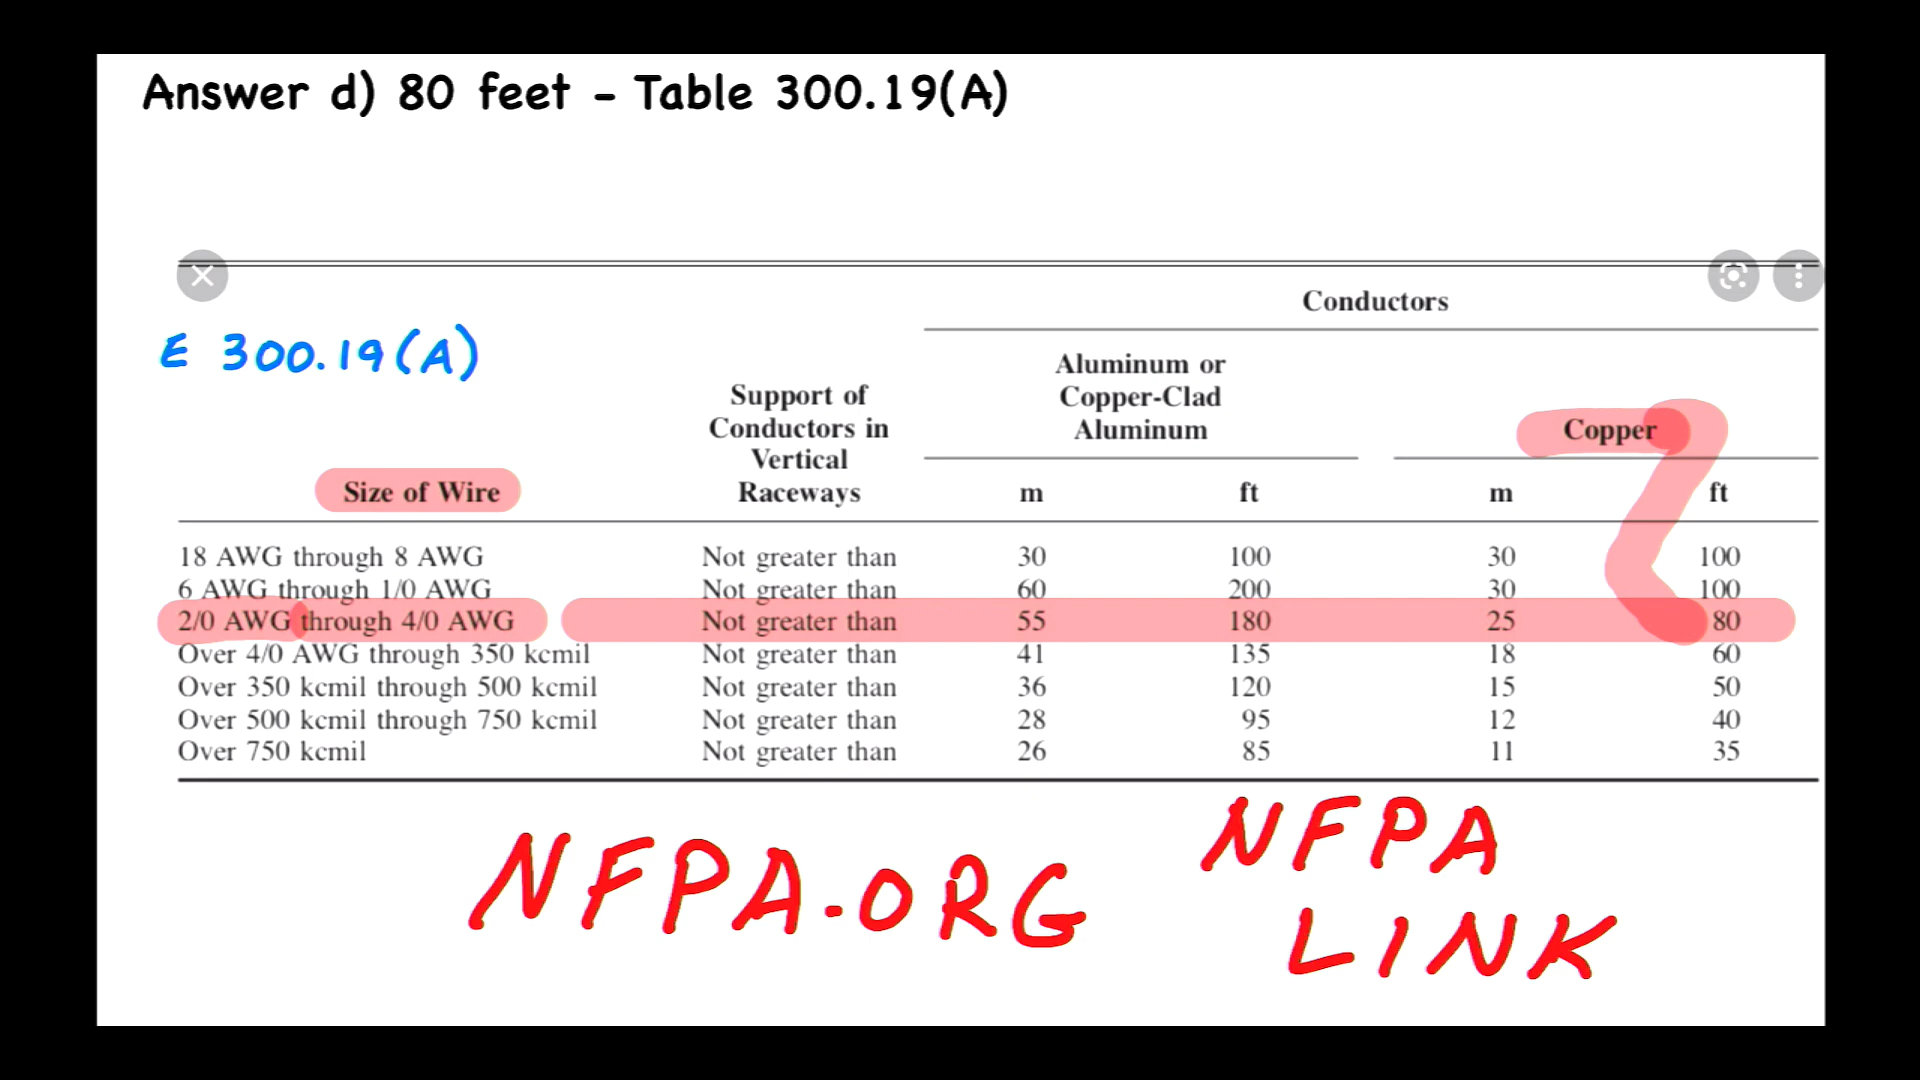 Answer d) 80 feet - Table 300.19(A)
Conductors
E 300.19(A)
Aluminum or
Copper-Clad
Aluminum
Support of
Conductors in
Vertical
Raceways
Copper
Size of Wire m ft m ft
18 AWG through 8 AWG Not greater than 30 100 30 100
6 AWG through 1/0 AWG Not greater than 60 200 30 100
2/0 AWG through 4/0 AWG Not greater than 55 180 25 80
Over 4/0 AWG through 350 kcmil Not greater than 41 135 18 60
Over 350 kcmil through 500 kcmil Not greater than 36 120 15 50
Over 500 kcmil through 750 kcmil Not greater than 28 95 12 40
Over 750 kcmil Not greater than 26 85 11 35
NFPA.ORG
NFPA
LINK